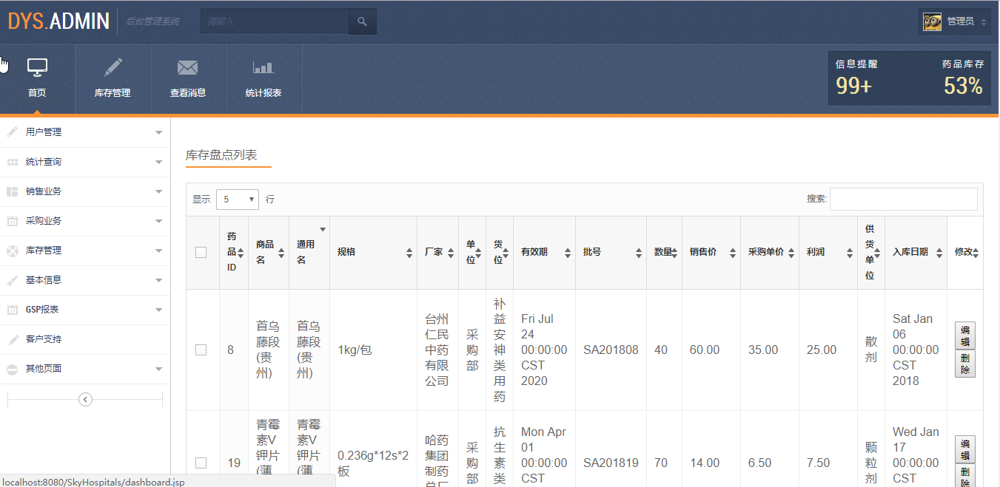 DYS.ADMIN 后台管理系统 请输入 管理员
首页 库存管理 查看消息 统计报表
信息提醒 药品库存
99+ 53%
用户管理
统计查询
销售业务
采购业务
库存管理
基本信息
GSP报表
客户支持
其他页面
库存盘点列表
显示 5 行 搜索:
药品ID 商品名 通用名 规格 厂家 单位 货位 有效期 批号 数量 销售价 采购单价 利润 供货单位 入库日期 修改
8 首乌藤段(贵州) 首乌藤段(贵州) 1kg/包 台州仁民中药有限公司 采购部 补益安神类用药 Fri Jul 24 00:00:00 CST 2020 SA201808 40 60.00 35.00 25.00 散剂 Sat Jan 06 00:00:00 CST 2018 编辑 删除
19 青霉素V钾片(薄 青霉素V钾片(薄 0.236g*12s*2板 哈药集团制药总厂 采购部 抗生素类 Mon Apr 01 00:00:00 CST SA201819 70 14.00 6.50 7.50 颗粒剂 Wed Jan 17 00:00:00 CST 编辑 删除
localhost:8080/SkyHospitals/dashboard.jsp